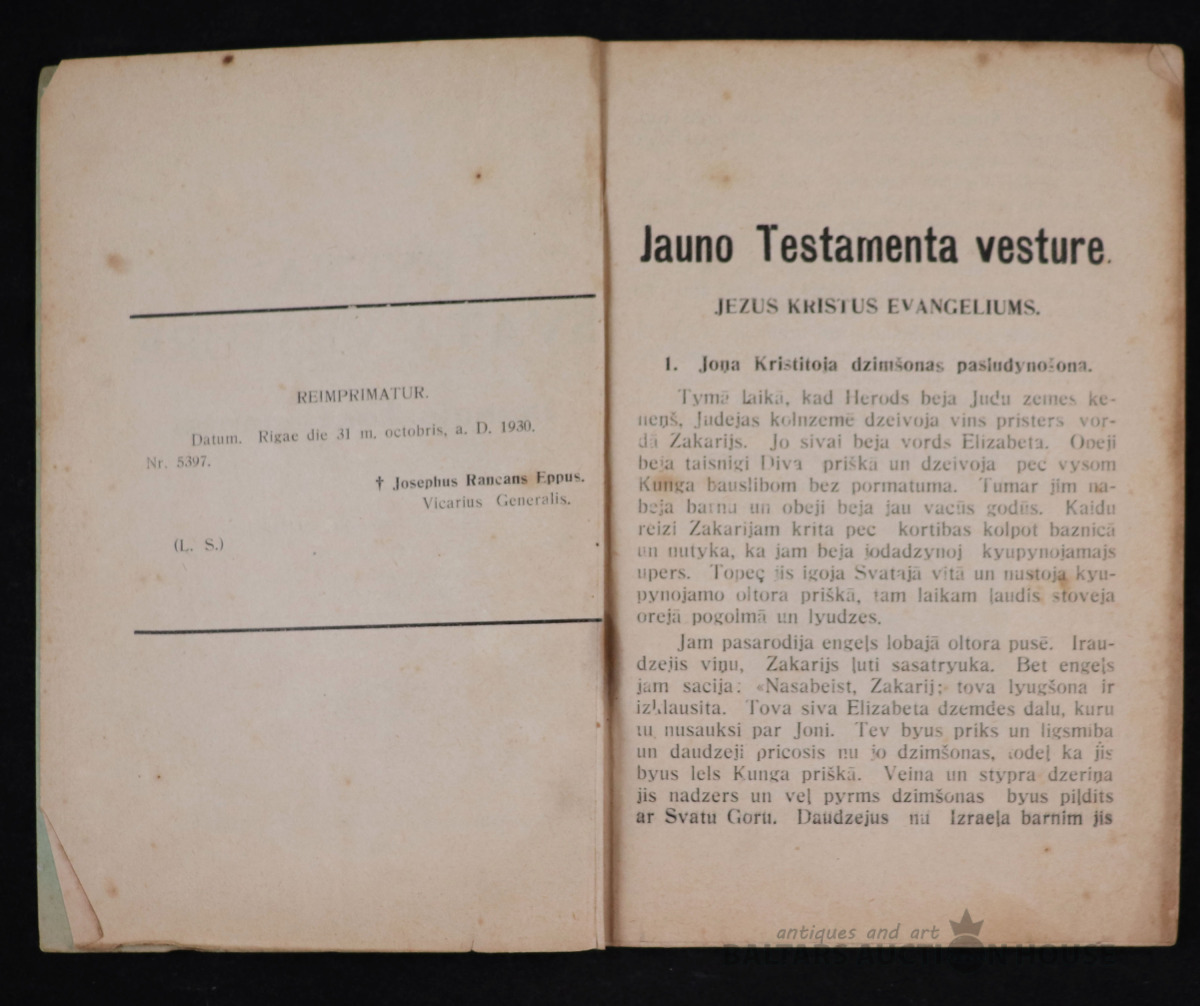 REIMPRIMATUR.
Datum. Rigae die 31 m. octobris, a. D. 1930.
Nr. 5397.
† Josephus Rancans Eppus.
Vicarius Generalis.
(L. S.)
Jauno Testamenta vesture.
JEZUS KRISTUS EVANGELIUMS.
1. Joņa Kristitoja dzimšonas pasludynošona.
Tymā laikā, kad Herods beja Judu zemes ke-
neņš, Judejas kolnzemē dzeivoja vins pristers vor-
dā Zakarijs. Jo sivai beja vords Elizabeta. Obeji
beja taisnigi Diva priškā un dzeivoja pec vysom
Kunga bauslibom bez pormatuma. Tumar jim na-
beja barnu un obeji beja jau vacūs godūs. Kaidu
reizi Zakarijam krita pec kortibas kolpot baznicā
un nutyka, ka jam beja jodadzynoj kyupynojamajs
upers. Topeç jis igoja Svatajā vitā un nustoja kyu-
pynojamo oltora priškā, tam laikam ļaudis stoveja
orejā pogolmā un lyudzes.
Jam pasarodija engeļs lobajā oltora pusē. Irau-
dzejis viņu, Zakarijs ļuti sasatryuka. Bet engeļs
jam sacija: «Nasabeist, Zakarij; tova lyugšona ir
izklausita. Tova siva Elizabeta dzemdes dalu, kuru
tu nusauksi par Joni. Tev byus priks un ligsmiba
un daudzeji pricosis nu jo dzimšonas, todeļ ka jis
byus lels Kunga priškā. Veina un stypra dzeriņa
jis nadzers un veļ pyrms dzimšonas byus piļdits
ar Svatu Goru. Daudzejus nu Izraeļa barnim jis
antiques and art
BALTARS AUCTION HOUSE